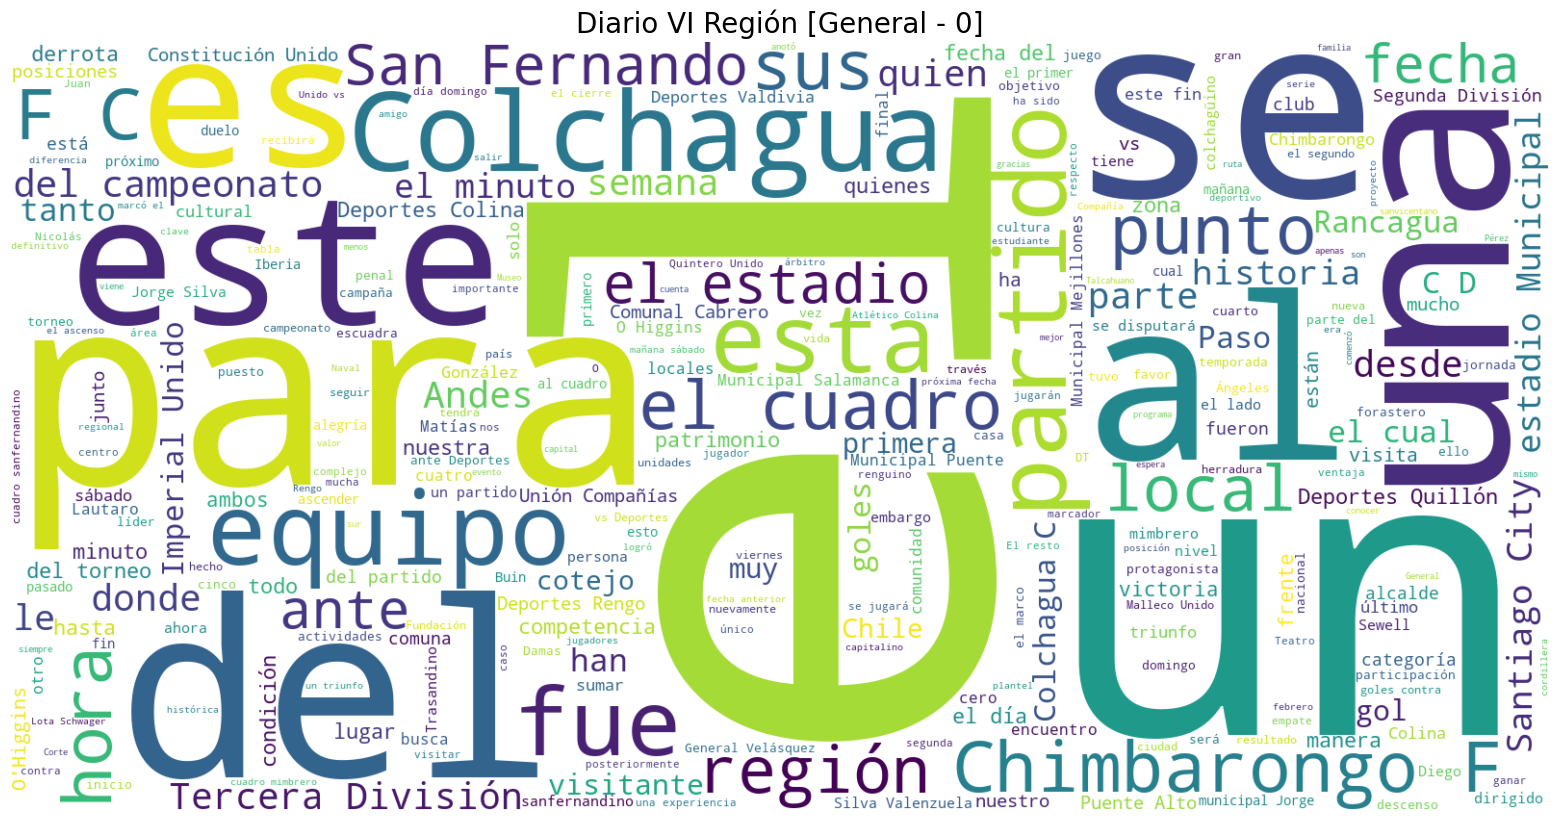 Diario VI Región [General - 0]
derrota
Constitución Unido
San Fernando
sus
quien
fecha del
juego
gran
familia
fecha
posiciones
Juan
Unido vs
día domingo
el cierre
anotó
Deportes Valdivia
final
el primer
objetivo
ha sido
este fin
serie
club
Segunda División
F C
es
Colchagua
se
una
duelo
recibirá
amigo
salir
está
diferencia
próximo
gracias
respecto
vs
tiene
colchagüino
Chimbarongo
el segundo
ruta
del campeonato
el minuto
semana
quienes
mañana
deportivo
proyecto
estadio Municipal
tanto
marcó el
cultural
Deportes Colina
solo
cultura
estudiante
Compañía
zona
sanvicentano
Rancagua
Nicolás
definitivo
clave
tabla
menos
Iberia
penal
este
el
Museo
Quintero Unido
árbitro
partido
punto
cual
historia
apenas
son
Pérez
Talcahuano
viene
Jorge Silva
campaña
importante
primero
el estadio
cuenta
ha
Municipal Mejillones
parte
C D
mucho
nueva
torneo
el ascenso
área
campeonato
escuadra
Comunal Cabrero
O Higgins
vez
Atlético Colina
esta
se disputará
cuarto
parte del
era
comenzó
para
país
vida
mañana sábado
mejor
Paso
desde
jornada
puesto
Naval
González
o
al cuadro
locales
través
próxima fecha
Municipal Salamanca
jugarán
tuvo
favor
temporada
Ángeles
están
junto
Imperial Unido
seguir
Andes
tendrá
el cuadro
al
el lado
forastero
regional
alegría
Matías
nos
casa
programa
fueron
el cual
centro
valor
nuestra
capital
patrimonio
jugador
primera
DT
visita
ello
cuadro sanfernandino
complejo
ante Deportes
unidades
Municipal Puente
espera
herradura
ventaja
mismo
mucha
cuatro
evento
renguino
sábado
Rengo
ambos
ascender
un partido
Unión Compañías
local
Deportes Quillón
Lautaro
líder
sur
equipo
vs Deportes
esto
goles
embargo
marcador
conocer
Santiago City
minuto
logró
Colchagua C
El resto
mimbrero
posición
nivel
un
hecho
persona
viernes
muy
comunidad
protagonista
frente
nacional
General
del torneo
pasado
cinco
todo
del partido
Buin
cotejo
victoria
alcalde
le
hasta
donde
ante
Deportes Rengo
fecha anterior
nuevamente
se jugará
Malleco Unido
último
Sewell
fin
ahora
actividades
Fundación
comuna
competencia
único
Chile
el marco
triunfo
Teatro
siempre
otro
hora
del
condición
Trasandino
caso
Damas
jugadores
han
capitalino
domingo
categoría
participación
cordillera
un triunfo
sumar
cero
plantel
goles contra
O'Higgins
Lota Schwager
histórica
lugar
busca
fue
el día
encuentro
febrero
empate
gol
Corte
contra
inicio
cuadro mimbrero
visitar
General Velásquez
posteriormente
segunda
ciudad
será
resultado
manera
Colina
región
Chimbarongo F
Diego
ganar
Tercera División
visitante
sanfernandino
una experiencia
Silva Valenzuela
nuestro
Puente Alto
municipal Jorge
descenso
dirigido